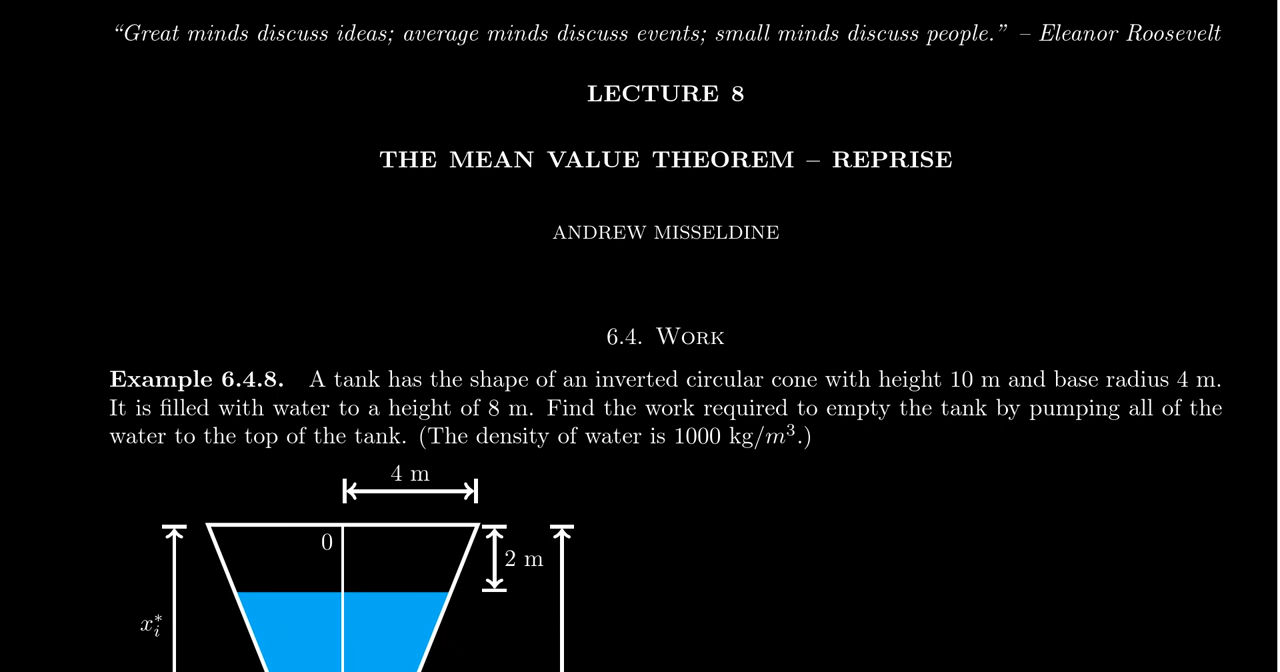 “Great minds discuss ideas; average minds discuss events; small minds discuss people.” – Eleanor Roosevelt
LECTURE 8
THE MEAN VALUE THEOREM – REPRISE
ANDREW MISSELDINE
6.4. Work
Example 6.4.8. A tank has the shape of an inverted circular cone with height 10 m and base radius 4 m.
It is filled with water to a height of 8 m. Find the work required to empty the tank by pumping all of the
water to the top of the tank. (The density of water is 1000 kg/m³.)
4 m
0
2 m
xᵢ*